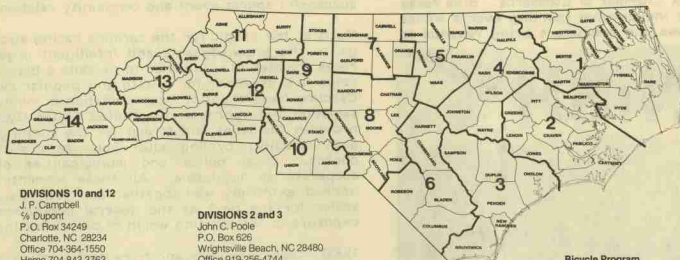 ALLEGHANY
ASHE
SURRY
STOKES
ROCKINGHAM
CASWELL
PERSON
VANCE
WARREN
NORTHAMPTON
GATES
HERTFORD
HALIFAX
BERTIE
11
WATAUGA
WILKES
YADKIN
FORSYTH
GUILFORD
7
ORANGE
5
FRANKLIN
4
1
MADISON
YANCEY
AVERY
CALDWELL
ALEXANDER
IREDELL
DAVIE
9
DAVIDSON
RANDOLPH
CHATHAM
WAKE
NASH
EDGECOMBE
MARTIN
WASHINGTON
TYRRELL
DARE
13
12
HAYWOOD
BUNCOMBE
McDOWELL
BURKE
CATAWBA
ROWAN
WILSON
PITT
BEAUFORT
HYDE
SWAIN
GRAHAM
14
JACKSON
HENDERSON
RUTHERFORD
POLK
CLEVELAND
LINCOLN
GASTON
CABARRUS
STANLY
8
MOORE
LEE
HARNETT
JOHNSTON
WAYNE
GREENE
LENOIR
2
CRAVEN
PAMLICO
CHEROKEE
CLAY
MACON
10
UNION
ANSON
RICHMOND
HOKE
SAMPSON
DUPLIN
JONES
CARTERET
3
ONSLOW
6
ROBESON
BLADEN
PENDER
COLUMBUS
BRUNSWICK
DIVISIONS 10 and 12
J. P. Campbell
℅ Dupont
P. O. Box 34249
Charlotte, NC 28234
Office 704-364-1550
Home 704-843-3763
DIVISIONS 2 and 3
John C. Poole
P.O. Box 626
Wrightsville Beach, NC 28480
Office 919-256-4744
Bicycle Program